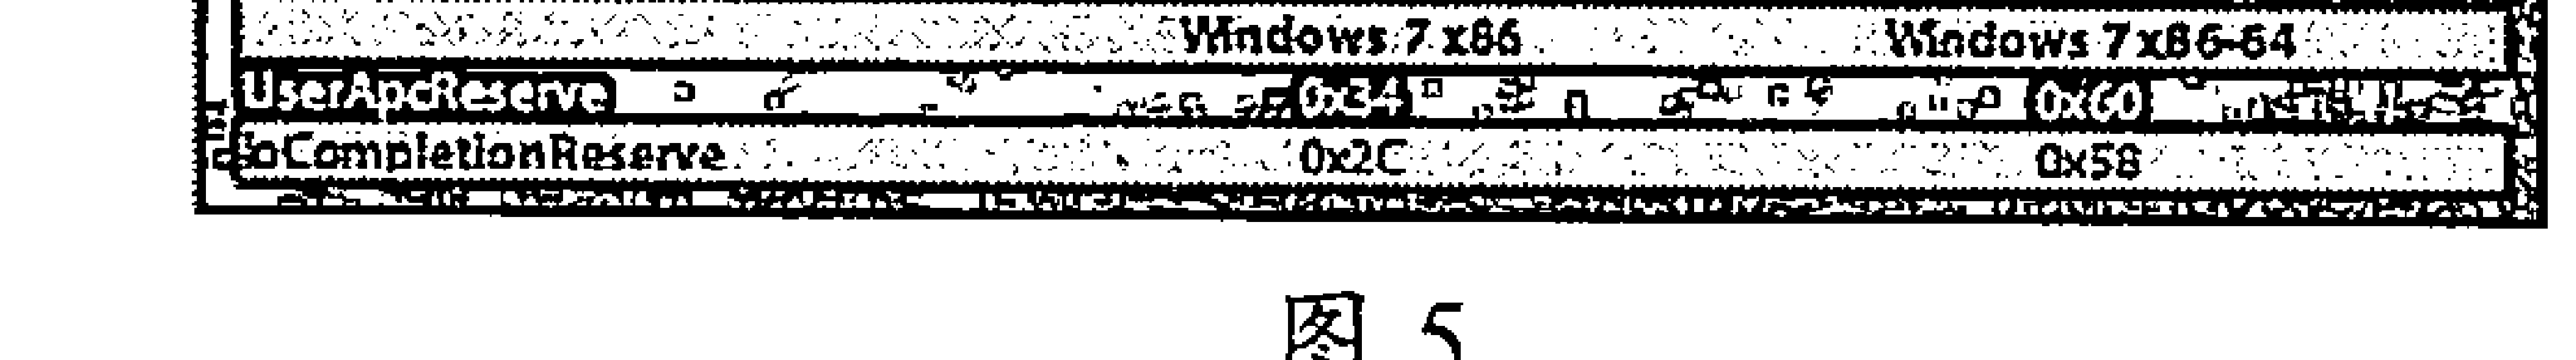 Windows 7 x86 Windows 7 x86-64
UserApcReserve 0x34 0x60
IoCompletionReserve 0x2C 0x58
图 5